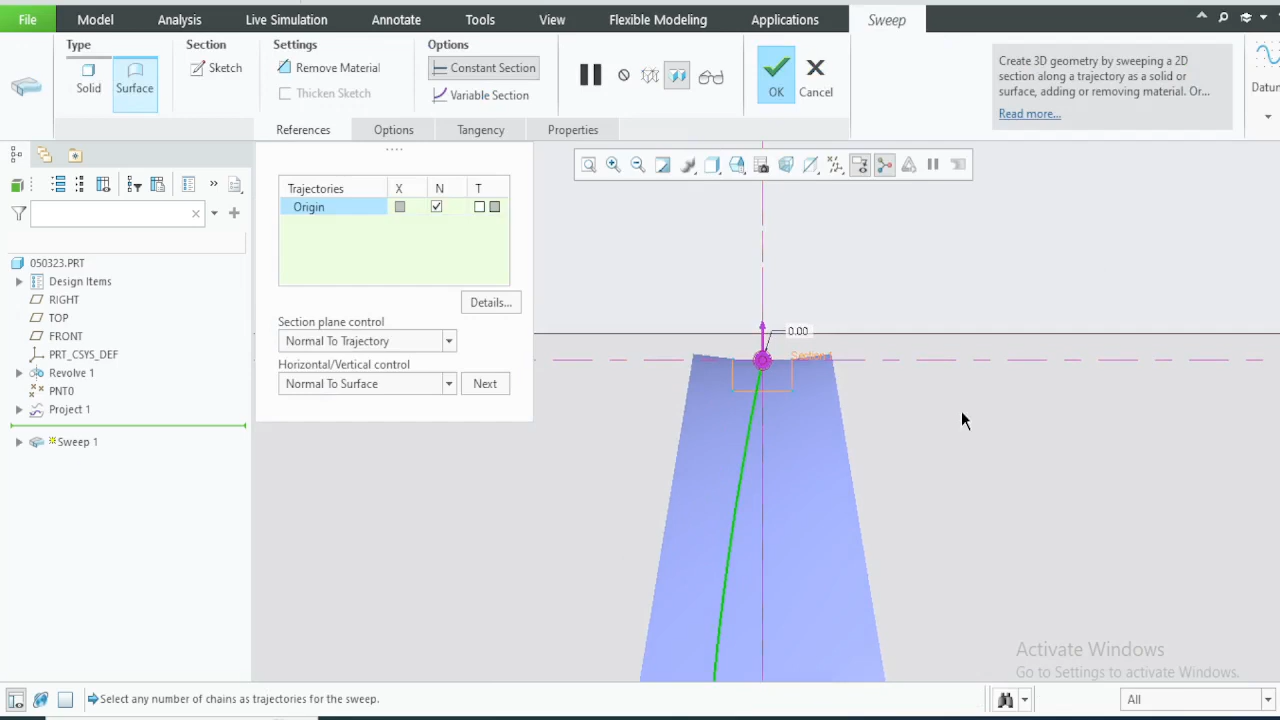 File Model Analysis Live Simulation Annotate Tools View Flexible Modeling Applications Sweep
Type Section Settings Options
Solid Surface Sketch Remove Material Constant Section OK Cancel
Thicken Sketch Variable Section
Create 3D geometry by sweeping a 2D
section along a trajectory as a solid or
surface, adding or removing material. Or...
Read more...
Datu
References Options Tangency Properties
Trajectories X N T
Origin
Details...
Section plane control
Normal To Trajectory
Horizontal/Vertical control
Normal To Surface Next
050323.PRT
Design Items
RIGHT
TOP
FRONT
PRT_CSYS_DEF
Revolve 1
PNT0
Project 1
Sweep 1
0.00
Activate Windows
Go to Settings to activate Windows.
Select any number of chains as trajectories for the sweep.
All